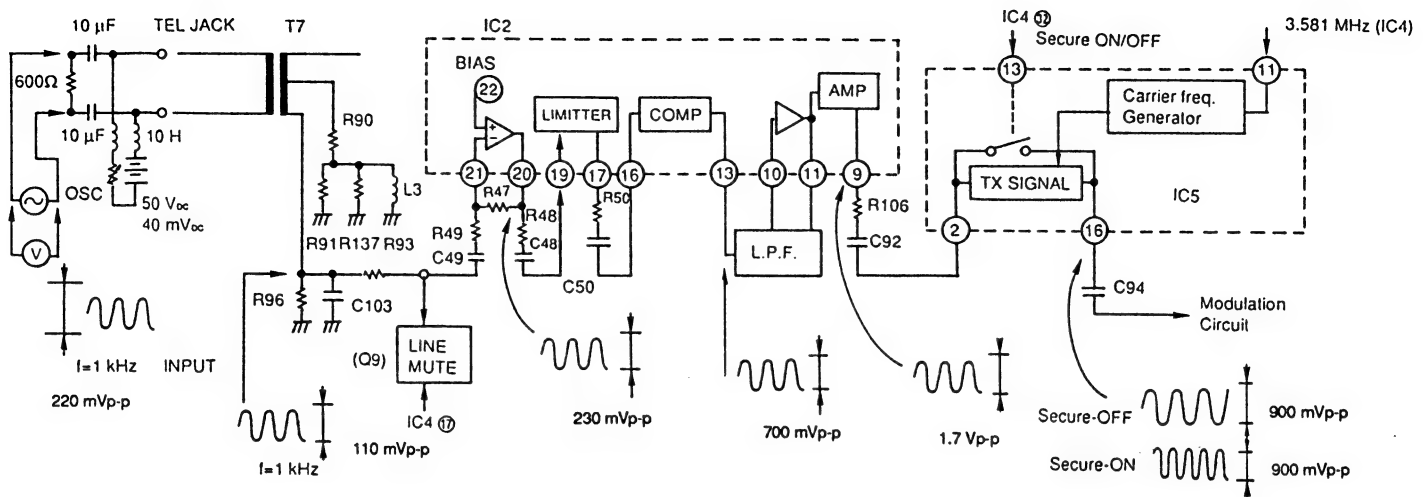 10 µF
TEL JACK
T7
600Ω
10 µF
10 H
OSC
V
50 VDC
40 mVDC
R90
L3
R91 R137 R93
R96
C103
f=1 kHz
INPUT
220 mVp-p
f=1 kHz
(Q9)
LINE
MUTE
IC4 ⑰
110 mVp-p
IC2
BIAS
22
+
−
LIMITTER
COMP
AMP
21
20
19
17
16
13
10
11
9
R47
R48
R49
C48
C49
R50
C50
L.P.F.
R106
C92
230 mVp-p
700 mVp-p
1.7 Vp-p
IC4 ㉜
Secure ON/OFF
3.581 MHz (IC4)
13
11
Carrier freq.
Generator
TX SIGNAL
IC5
2
16
C94
Modulation
Circuit
Secure-OFF
900 mVp-p
Secure-ON
900 mVp-p